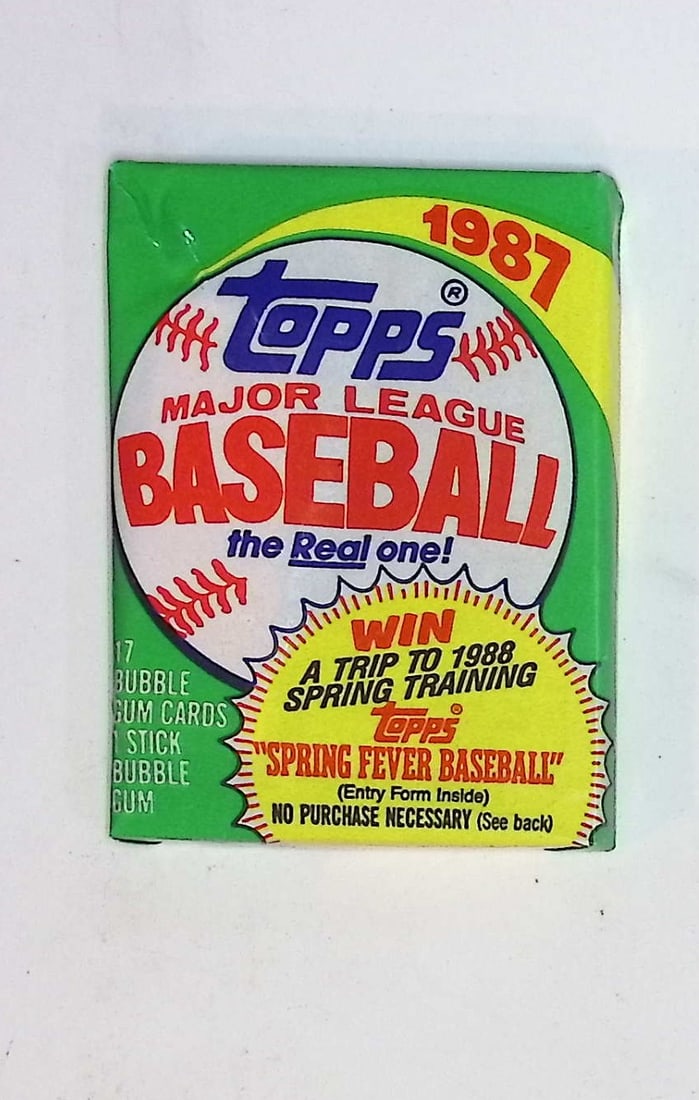 1987
Topps®
MAJOR LEAGUE
BASEBALL
the Real one!
17
BUBBLE
GUM CARDS
1 STICK
BUBBLE
GUM
WIN
A TRIP TO 1988
SPRING TRAINING
Topps®
"SPRING FEVER BASEBALL"
(Entry Form Inside)
NO PURCHASE NECESSARY (See back)